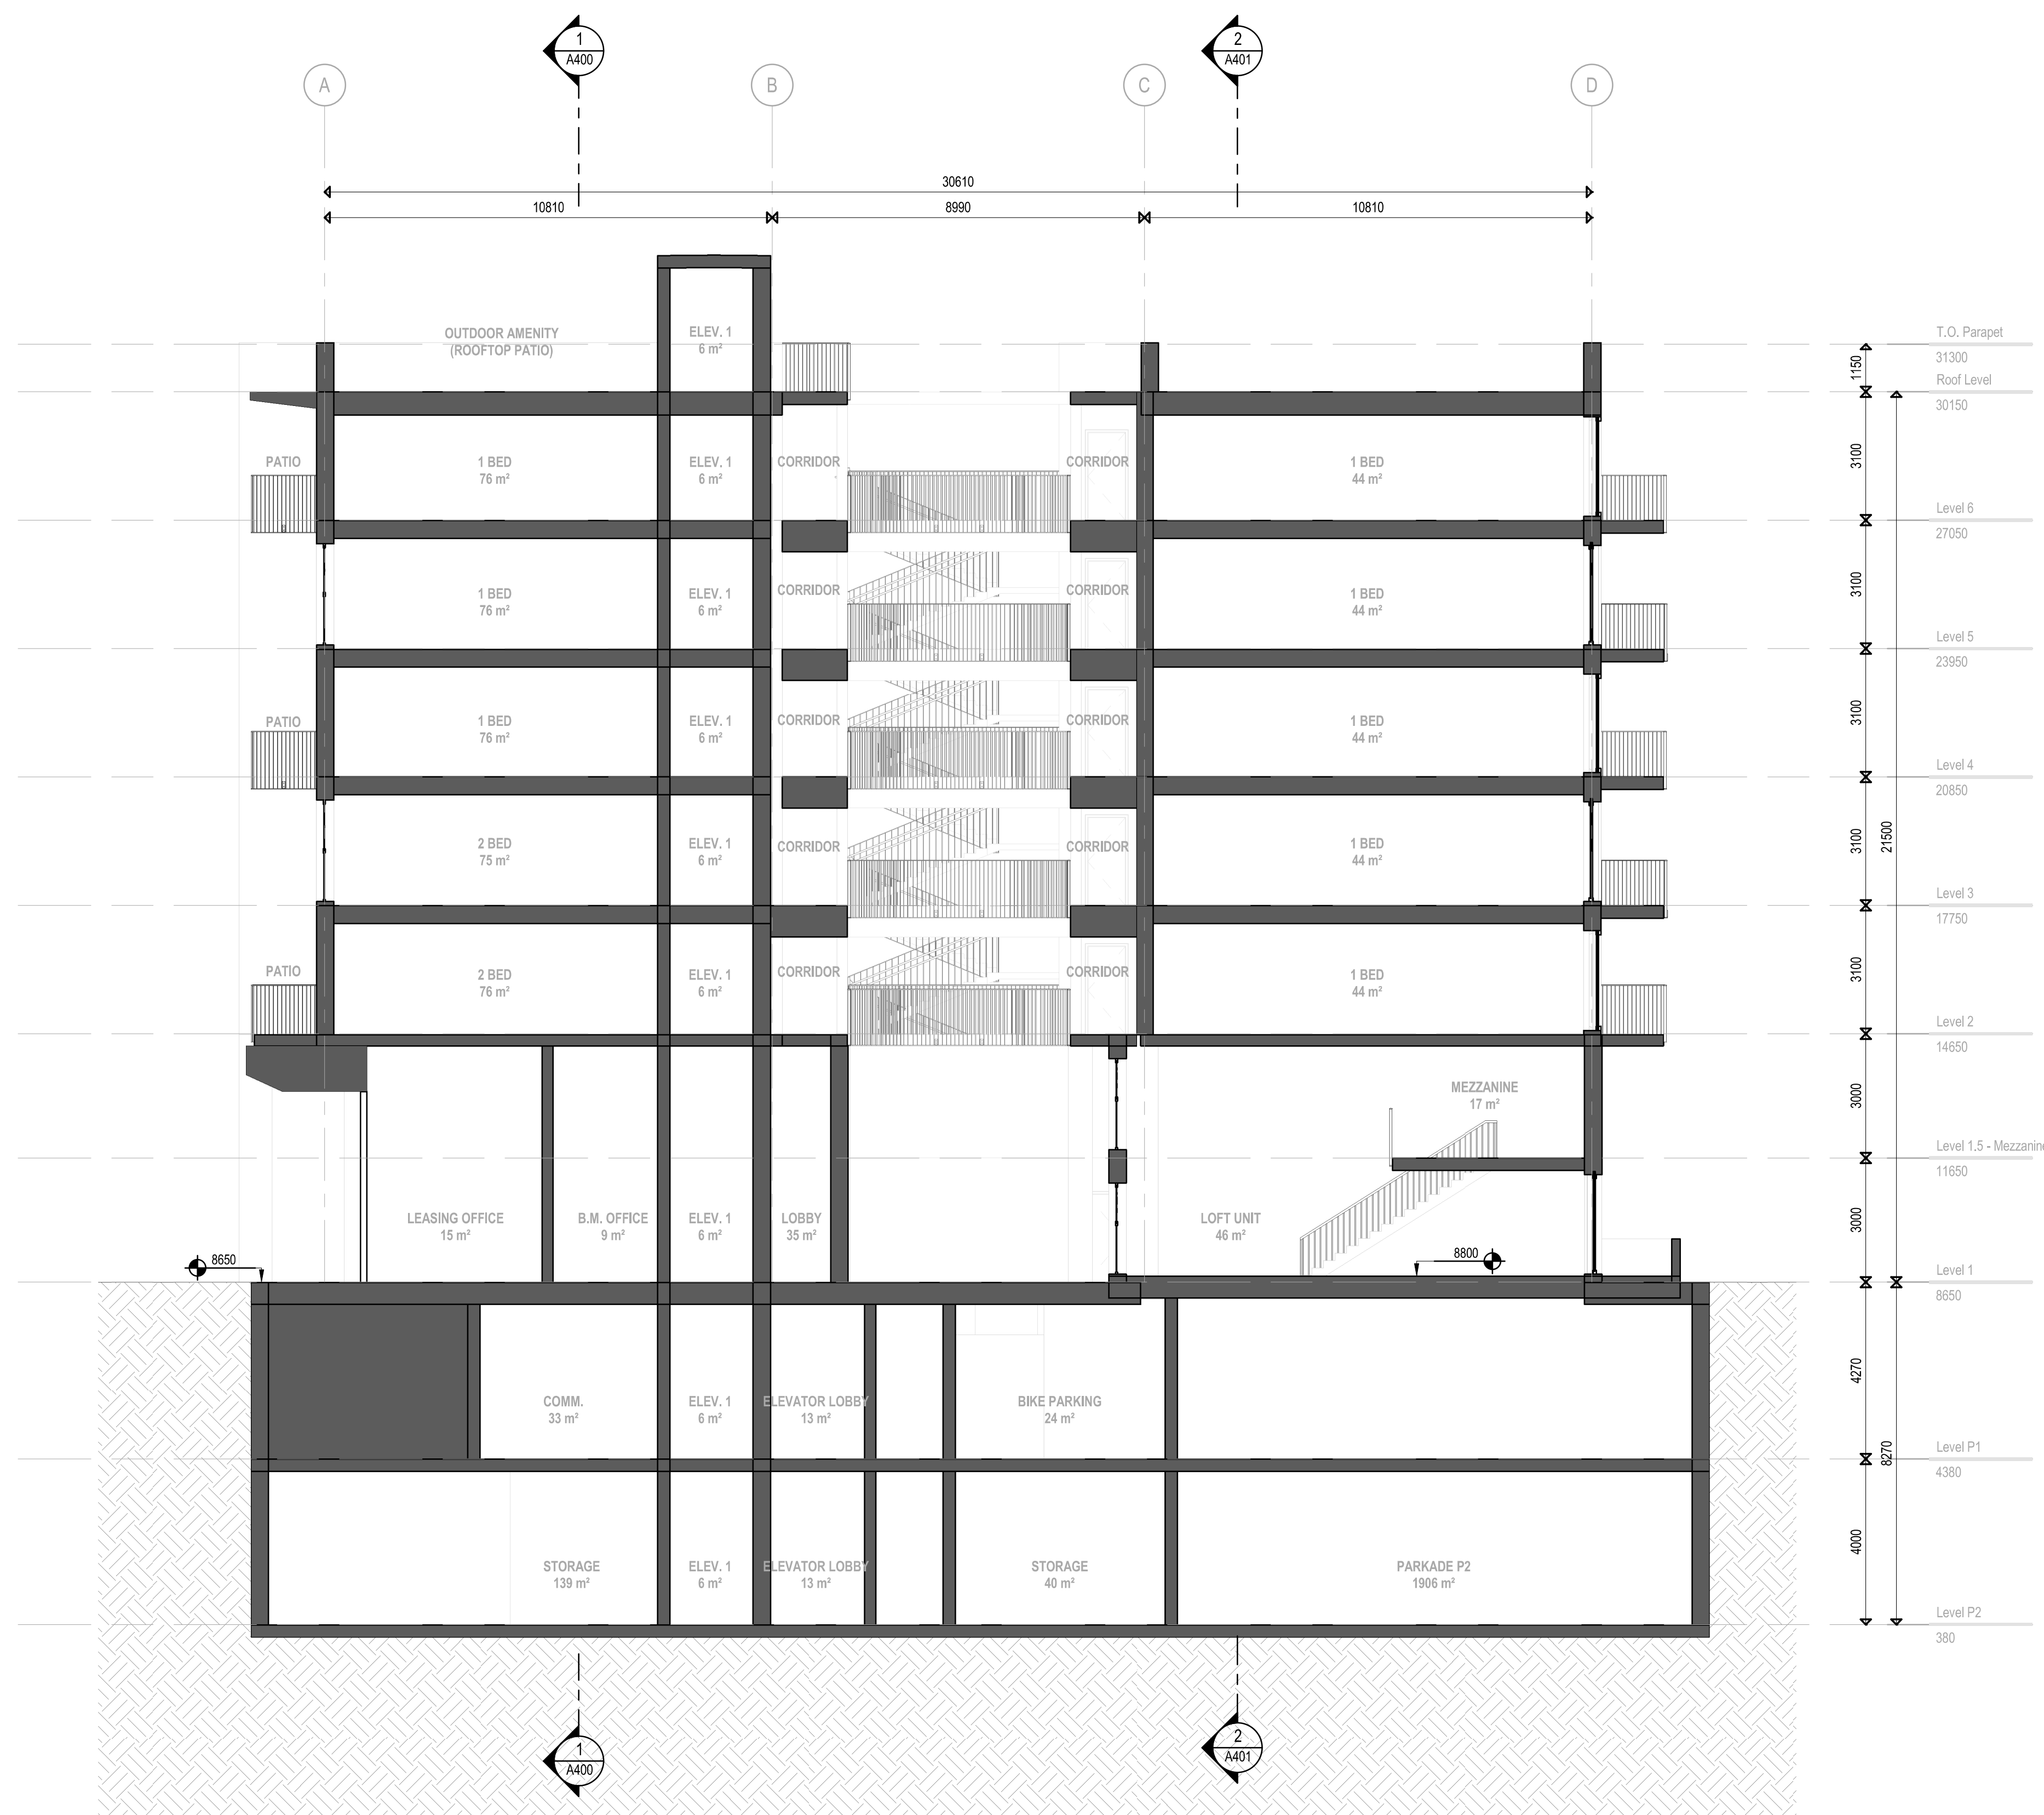 1
A400
2
A401
A
B
C
D
30610
10810
8990
10810
OUTDOOR AMENITY
(ROOFTOP PATIO)
ELEV. 1
6 m²
T.O. Parapet
31300
1150
Roof Level
30150
PATIO
1 BED
76 m²
ELEV. 1
6 m²
CORRIDOR
CORRIDOR
1 BED
44 m²
3100
Level 6
27050
1 BED
76 m²
ELEV. 1
6 m²
CORRIDOR
CORRIDOR
1 BED
44 m²
3100
Level 5
23950
PATIO
1 BED
76 m²
ELEV. 1
6 m²
CORRIDOR
CORRIDOR
1 BED
44 m²
3100
Level 4
20850
2 BED
75 m²
ELEV. 1
6 m²
CORRIDOR
CORRIDOR
1 BED
44 m²
3100
21500
Level 3
17750
PATIO
2 BED
76 m²
ELEV. 1
6 m²
CORRIDOR
CORRIDOR
1 BED
44 m²
3100
Level 2
14650
MEZZANINE
17 m²
3000
Level 1.5 - Mezzanine
11650
LEASING OFFICE
15 m²
B.M. OFFICE
9 m²
ELEV. 1
6 m²
LOBBY
35 m²
LOFT UNIT
46 m²
3000
8650
8800
Level 1
8650
COMM.
33 m²
ELEV. 1
6 m²
ELEVATOR LOBBY
13 m²
BIKE PARKING
24 m²
4270
8270
Level P1
4380
STORAGE
139 m²
ELEV. 1
6 m²
ELEVATOR LOBBY
13 m²
STORAGE
40 m²
PARKADE P2
1906 m²
4000
Level P2
380
1
A400
2
A401